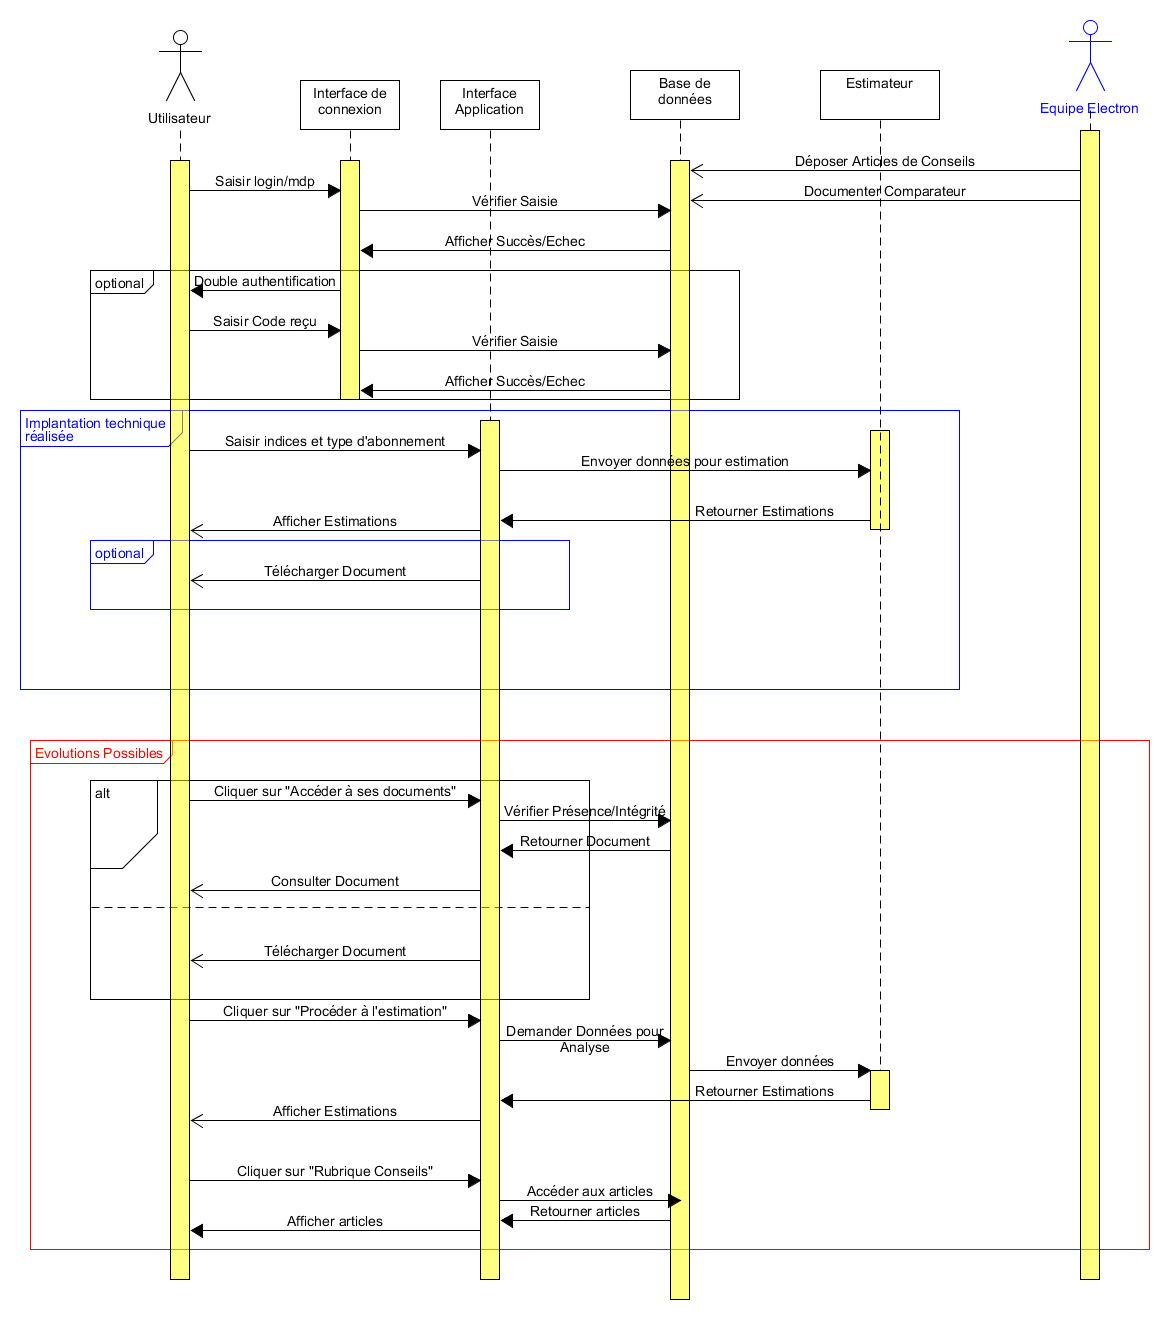 Utilisateur
Interface de
connexion
Interface
Application
Base de
données
Estimateur
Equipe Electron
Déposer Articles de Conseils
Saisir login/mdp
Documenter Comparateur
Vérifier Saisie
Afficher Succès/Echec
optional
Double authentification
Saisir Code reçu
Vérifier Saisie
Afficher Succès/Echec
Implantation technique
réalisée
Saisir indices et type d'abonnement
Envoyer données pour estimation
Retourner Estimations
Afficher Estimations
optional
Télécharger Document
Evolutions Possibles
alt
Cliquer sur "Accéder à ses documents"
Vérifier Présence/Intégrité
Retourner Document
Consulter Document
Télécharger Document
Cliquer sur "Procéder à l'estimation"
Demander Données pour
Analyse
Envoyer données
Retourner Estimations
Afficher Estimations
Cliquer sur "Rubrique Conseils"
Accéder aux articles
Retourner articles
Afficher articles